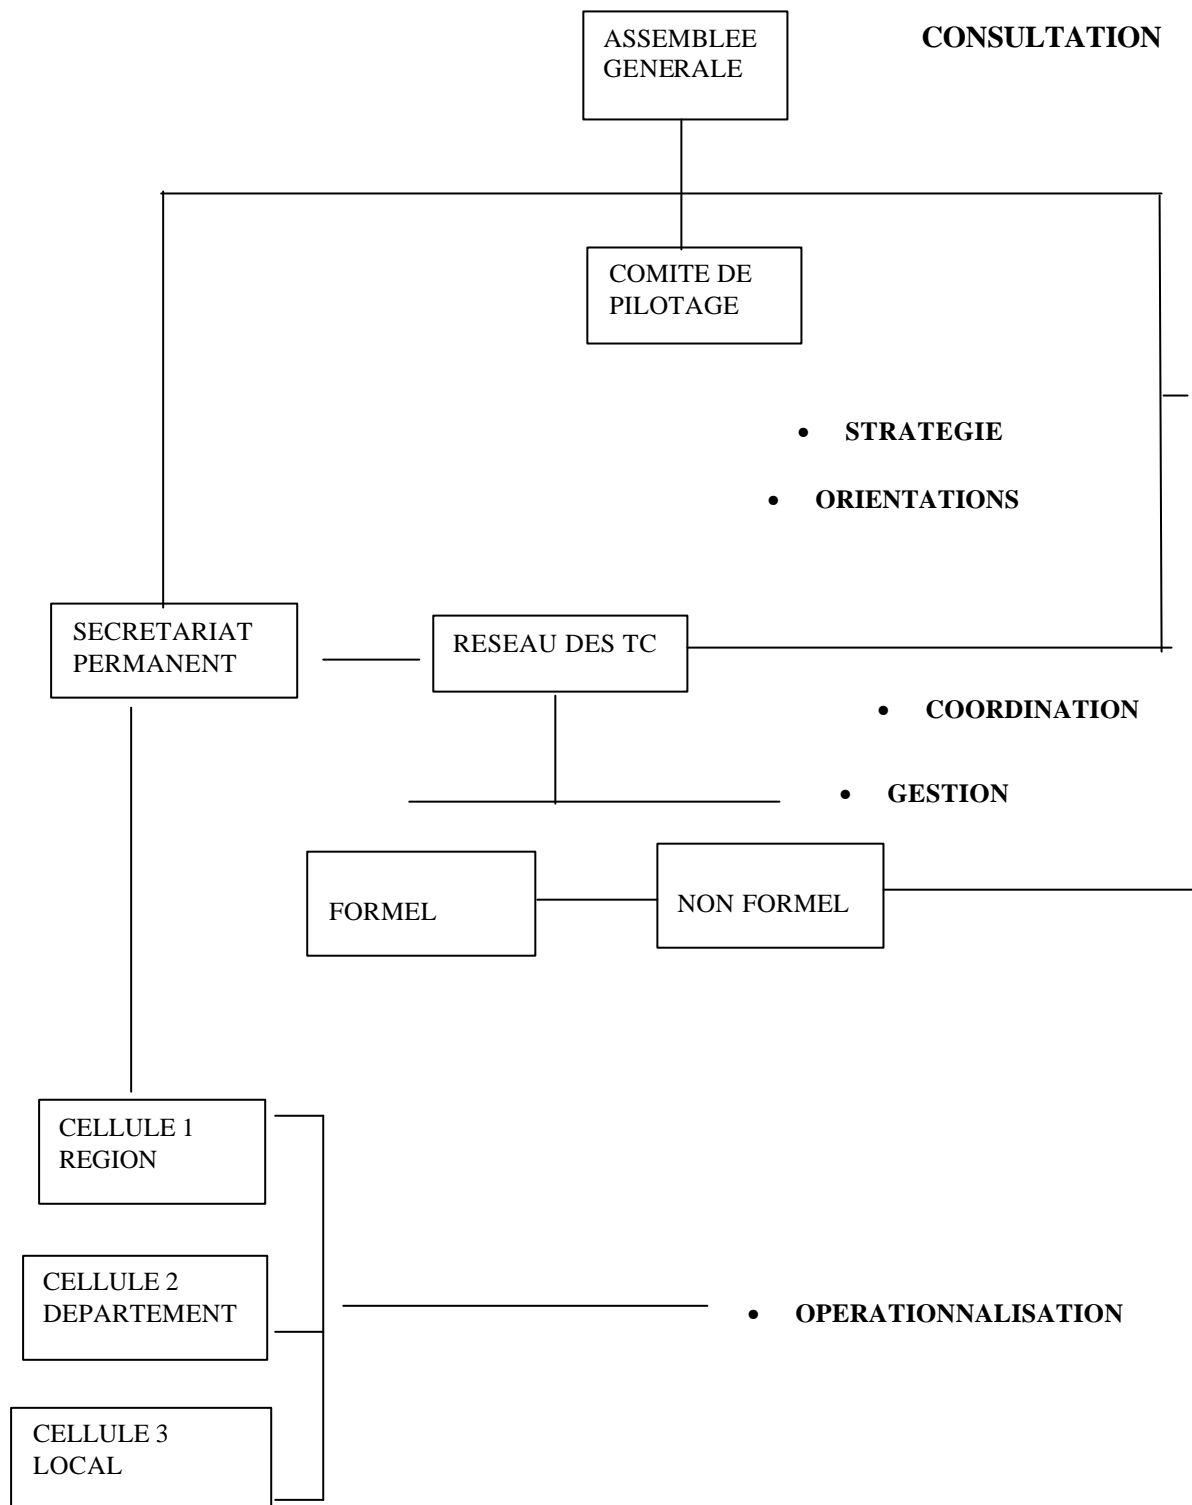 ASSEMBLEE
GENERALE
CONSULTATION
COMITE DE
PILOTAGE
• STRATEGIE
• ORIENTATIONS
SECRETARIAT
PERMANENT
RESEAU DES TC
• COORDINATION
• GESTION
FORMEL
NON FORMEL
CELLULE 1
REGION
CELLULE 2
DEPARTEMENT
• OPERATIONNALISATION
CELLULE 3
LOCAL